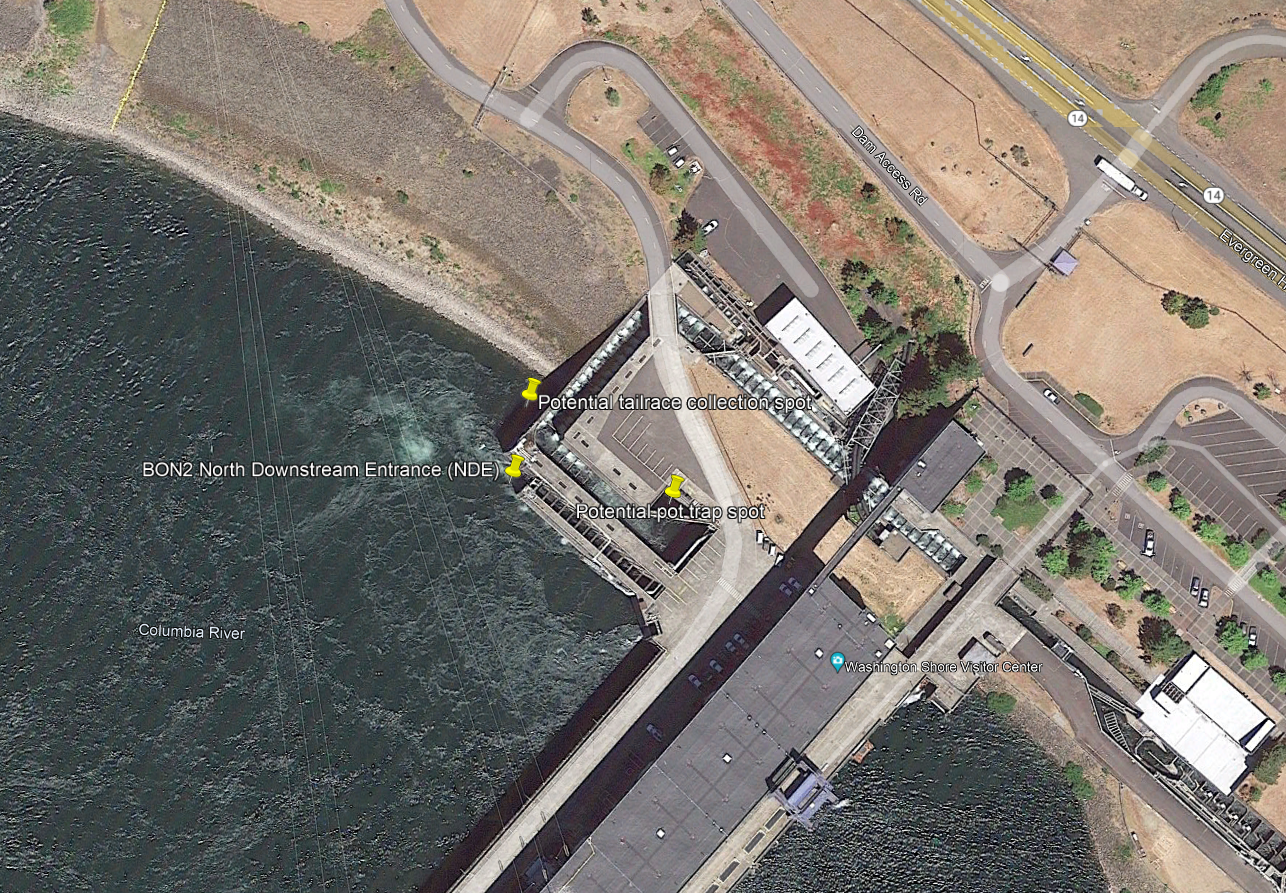 14
Dam Access Rd
14
Evergreen H
Potential tailrace collection spot
BON2 North Downstream Entrance (NDE)
Potential pot trap spot
Columbia River
Washington Shore Visitor Center